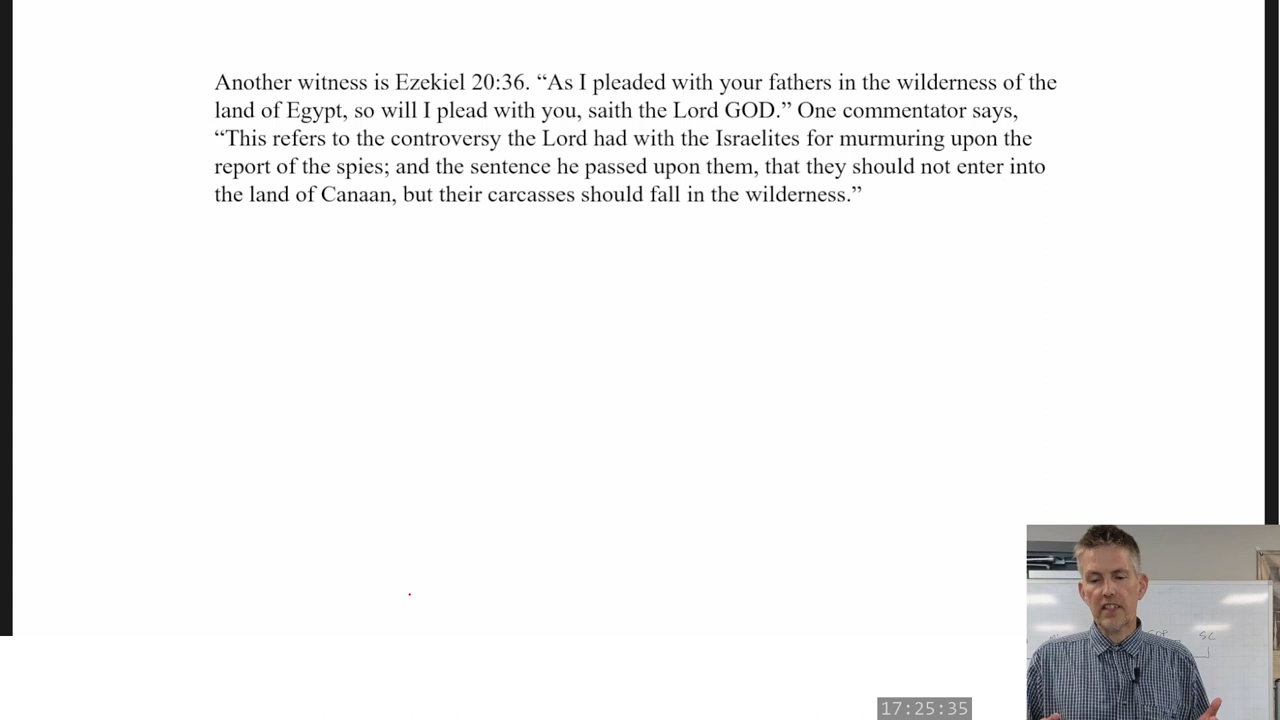 Another witness is Ezekiel 20:36. “As I pleaded with your fathers in the wilderness of the
land of Egypt, so will I plead with you, saith the Lord GOD.” One commentator says,
“This refers to the controversy the Lord had with the Israelites for murmuring upon the
report of the spies; and the sentence he passed upon them, that they should not enter into
the land of Canaan, but their carcasses should fall in the wilderness.”
SC
17:25:35